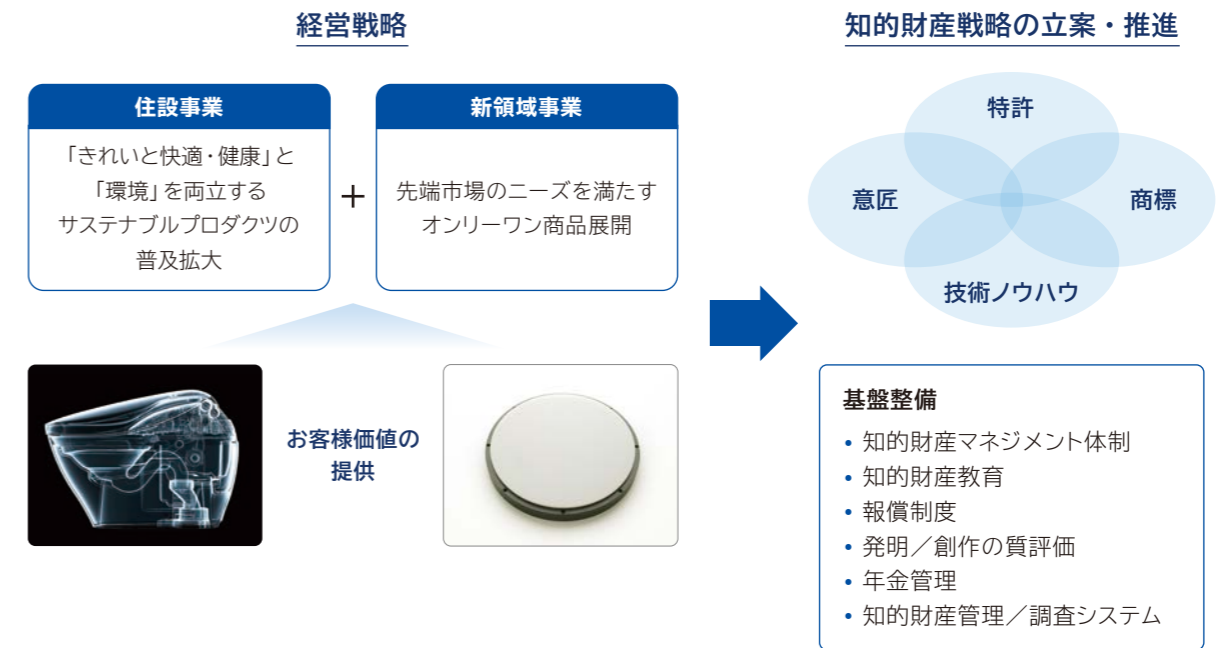 経営戦略
住設事業
「きれいと快適・健康」と
「環境」を両立する
サステナブルプロダクツの
普及拡大
+
新領域事業
先端市場のニーズを満たす
オンリーワン商品展開
お客様価値の
提供
知的財産戦略の立案・推進
特許
意匠
商標
技術ノウハウ
基盤整備
• 知的財産マネジメント体制
• 知的財産教育
• 報償制度
• 発明／創作の質評価
• 年金管理
• 知的財産管理／調査システム